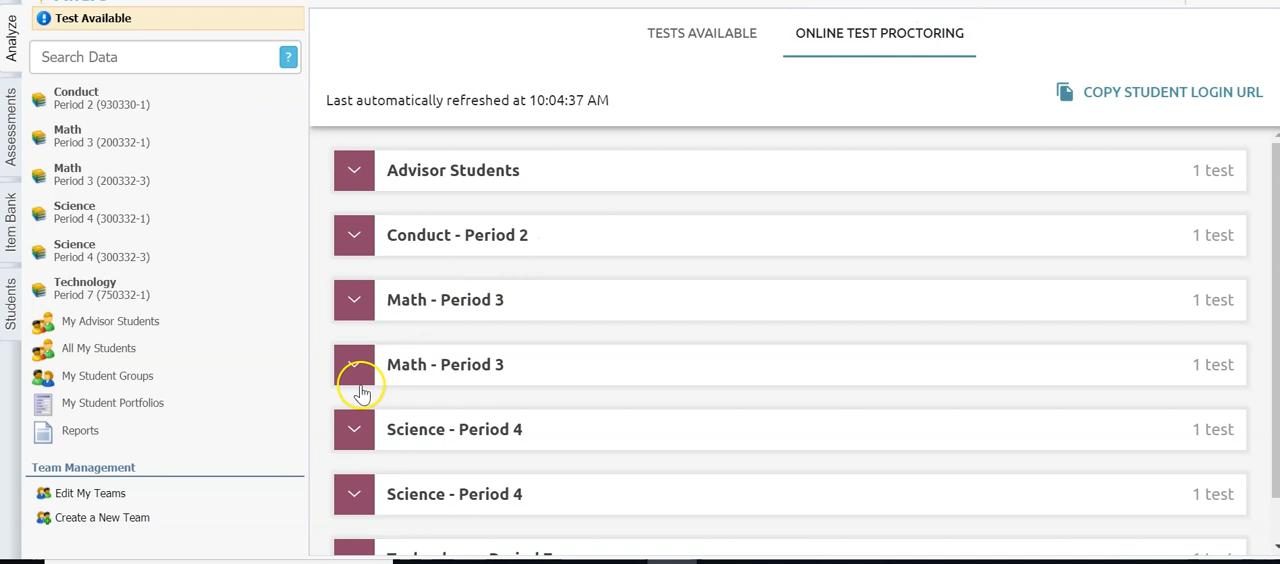 Test Available
Analyze
Assessments
Item Bank
Students
Search Data
?
Conduct
Period 2 (930330-1)
Math
Period 3 (200332-1)
Math
Period 3 (200332-3)
Science
Period 4 (300332-1)
Science
Period 4 (300332-3)
Technology
Period 7 (750332-1)
My Advisor Students
All My Students
My Student Groups
My Student Portfolios
Reports
Team Management
Edit My Teams
Create a New Team
TESTS AVAILABLE
ONLINE TEST PROCTORING
Last automatically refreshed at 10:04:37 AM
COPY STUDENT LOGIN URL
Advisor Students 1 test
Conduct - Period 2 1 test
Math - Period 3 1 test
Math - Period 3 1 test
Science - Period 4 1 test
Science - Period 4 1 test